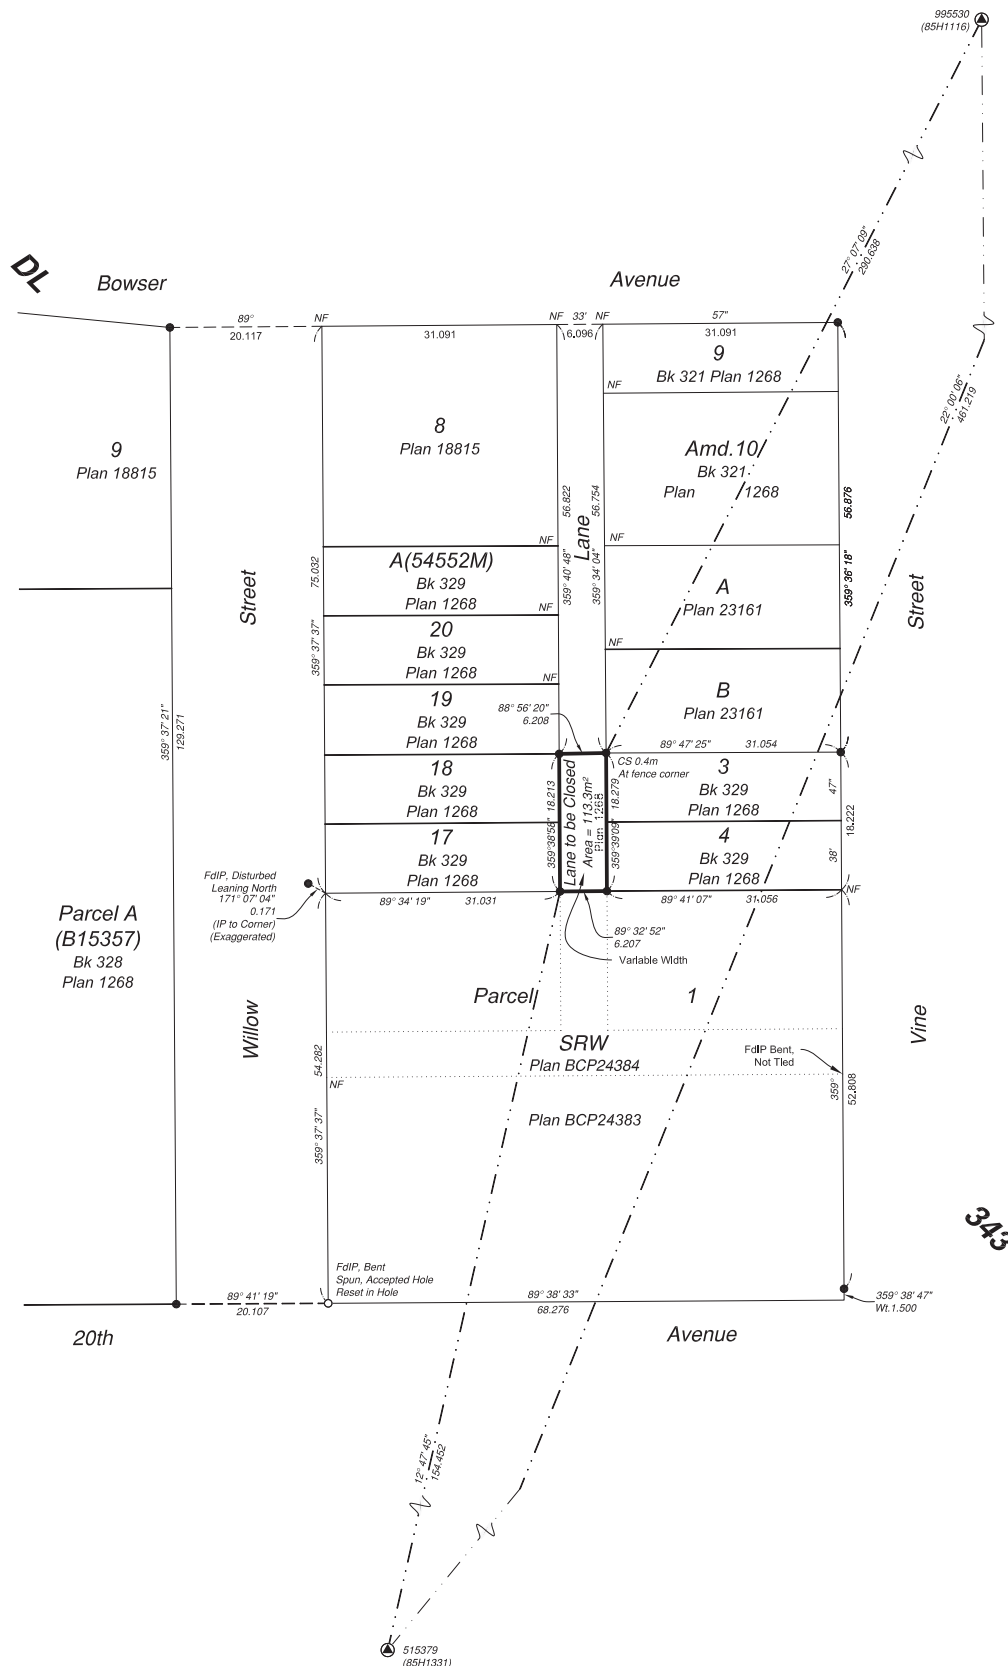 995530
(85H1116)
27° 07' 09"
290.638
DL
Bowser
Avenue
89°
33'
57"
NF
NF
NF
20.117
31.091
6.096
31.091
9
Bk 321 Plan 1268
NF
22° 00' 06"
461.219
9
Plan 18815
8
Plan 18815
Amd.10
Bk 321
Plan 1268
56.822
56.754
56.876
Lane
NF
NF
75.032
359° 37' 37"
A(54552M)
Bk 329
Plan 1268
NF
359° 40' 48"
359° 34' 04"
359° 36' 18"
Street
Street
A
Plan 23161
20
Bk 329
Plan 1268
NF
NF
19
Bk 329
Plan 1268
88° 56' 20"
6.208
B
Plan 23161
359° 37' 21"
129.271
89° 47' 25" 31.054
CS 0.4m
At fence corner
18
Bk 329
Plan 1268
359°38'58" 18.213
Lane to be Closed
Area = 113.3m²
Plan 1268
359°39'09" 18.279
3
Bk 329
Plan 1268
47"
18.222
38'
17
Bk 329
Plan 1268
4
Bk 329
Plan 1268
FdIP, Disturbed
Leaning North
171° 07' 04"
0.171
(IP to Corner)
(Exaggerated)
89° 34' 19" 31.031
89° 41' 07" 31.056
NF
Parcel A
(B15357)
Bk 328
Plan 1268
89° 32' 52"
6.207
Variable Width
Parcel 1
Willow
Vine
SRW
Plan BCP24384
FdIP Bent,
Not Tied
54.282
359° 37' 37"
NF
359°
52.808
Plan BCP24383
343
FdIP, Bent
Spun, Accepted Hole
Reset in Hole
89° 41' 19"
20.107
89° 38' 33"
68.276
359° 38' 47"
Wt.1.500
20th
Avenue
12° 47' 45"
154.452
515379
(85H1331)